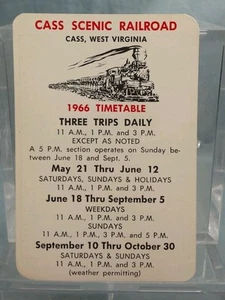 CASS SCENIC RAILROAD
CASS, WEST VIRGINIA
1966 TIMETABLE
THREE TRIPS DAILY
11 A.M., 1 P.M. and 3 P.M.
EXCEPT AS NOTED
A 5 P.M. section operates on Sunday be-
tween June 18 and Sept. 5.
May 21 Thru June 12
SATURDAYS, SUNDAYS & HOLIDAYS
11 A.M., 1 P.M. and 3 P.M.
June 18 Thru September 5
WEEKDAYS
11 A.M., 1 P.M. and 3 P.M.
SUNDAYS
11 A.M., 1 P.M., 3 P.M. and 5 P.M.
September 10 Thru October 30
SATURDAYS & SUNDAYS
11 A.M., 1 P.M. and 3 P.M.
(weather permitting)